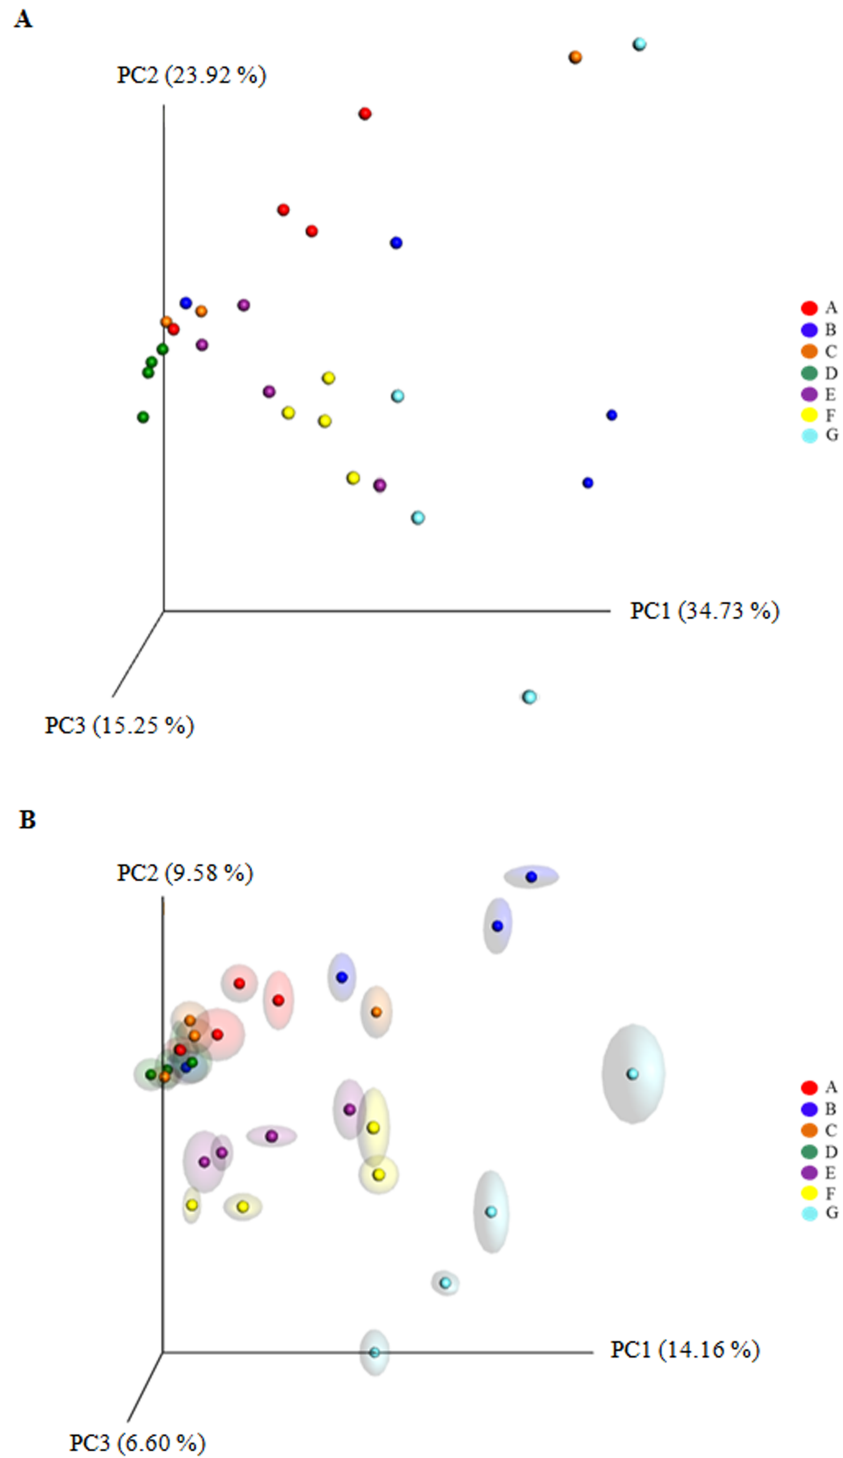 A
PC2 (23.92 %)
A
B
C
D
E
F
G
PC1 (34.73 %)
PC3 (15.25 %)
B
PC2 (9.58 %)
A
B
C
D
E
F
G
PC1 (14.16 %)
PC3 (6.60 %)